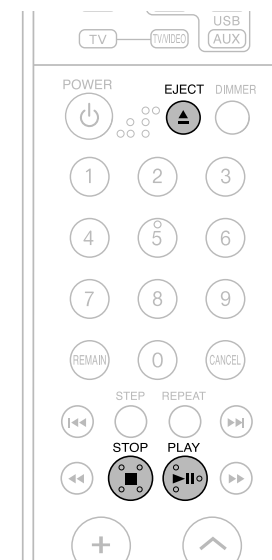 USB
TV TV/VIDEO AUX
POWER EJECT DIMMER
1 2 3
4 5 6
7 8 9
REMAIN 0 CANCEL
STEP REPEAT
STOP PLAY
+